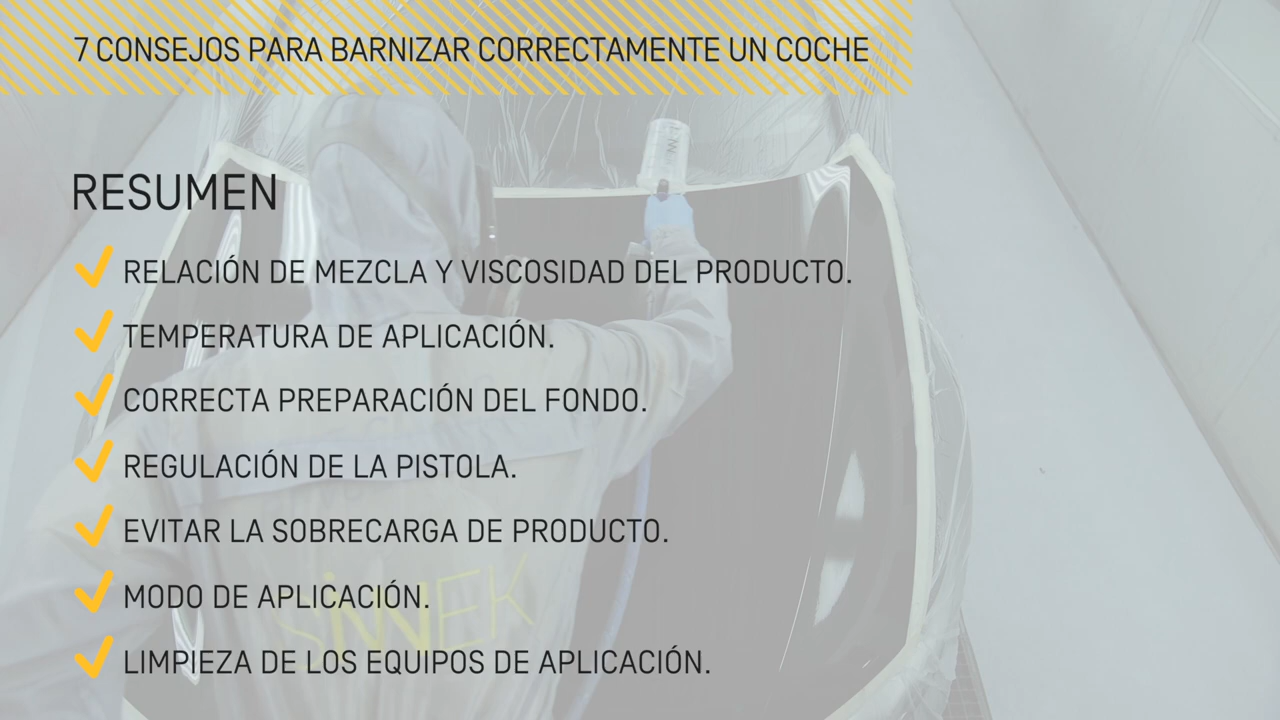 7 CONSEJOS PARA BARNIZAR CORRECTAMENTE UN COCHE
RESUMEN
RELACIÓN DE MEZCLA Y VISCOSIDAD DEL PRODUCTO.
TEMPERATURA DE APLICACIÓN.
CORRECTA PREPARACIÓN DEL FONDO.
REGULACIÓN DE LA PISTOLA.
EVITAR LA SOBRECARGA DE PRODUCTO.
MODO DE APLICACIÓN.
LIMPIEZA DE LOS EQUIPOS DE APLICACIÓN.